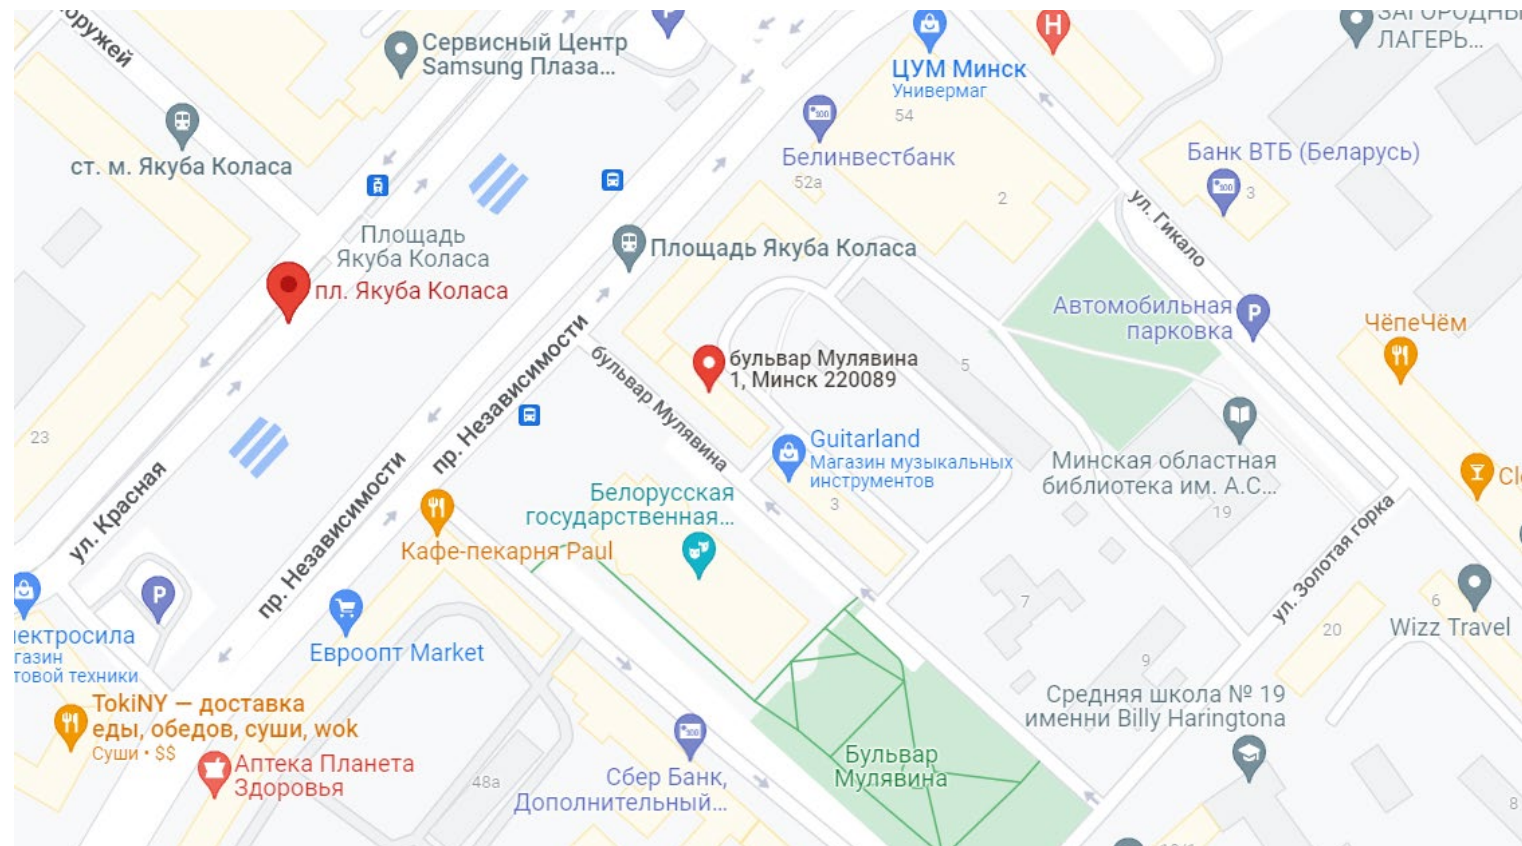 оружей
Сервисный Центр
Samsung Плаза...
P
ЦУМ Минск
Универмаг
54
H
ЗАГОРОДНЫ
ЛАГЕРЬ...
ст. м. Якуба Коласа
Белинвестбанк
52а
2
Банк ВТБ (Беларусь)
3
ул. Гикало
Площадь
Якуба Коласа
Площадь Якуба Коласа
пл. Якуба Коласа
Автомобильная
парковка
P
ЧёпеЧём
пр. Независимости
бульвар Мулявина
бульвар Мулявина
1, Минск 220089
5
23
Guitarland
Магазин музыкальных
инструментов
3
Минская областная
библиотека им. А.С...
19
Cl
ул. Красная
пр. Независимости
Белорусская
государственная...
Кафе-пекарня Paul
ул. Золотая горка
P
7
6
20
Wizz Travel
лектросила
газин
товой техники
Евроопт Market
9
TokiNY — доставка
еды, обедов, суши, wok
Суши • $$
Средняя школа № 19
именни Billy Haringtona
Аптека Планета
Здоровья
48а
Сбер Банк,
Дополнительный...
Бульвар
Мулявина
8